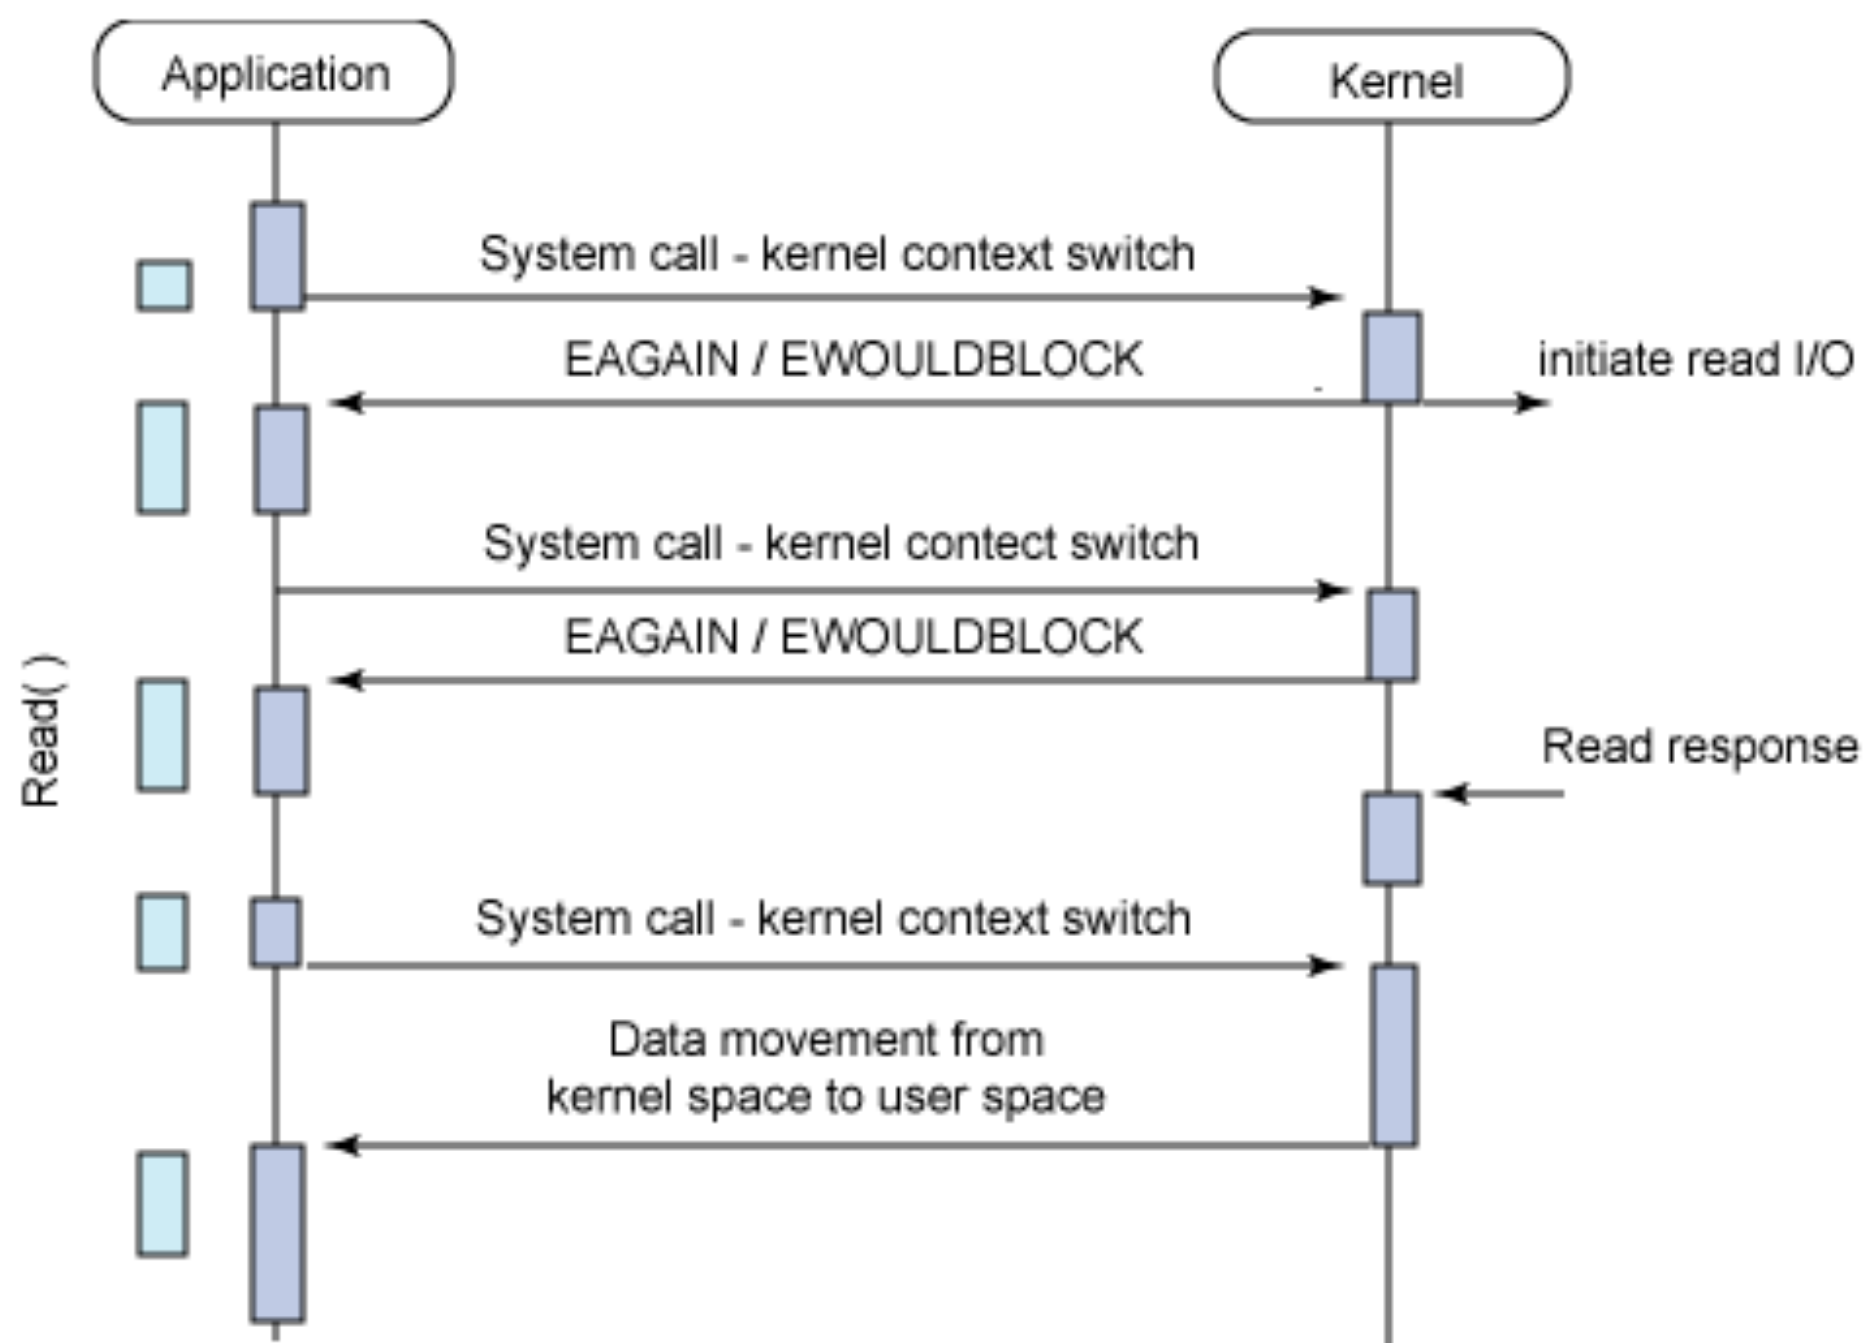 Application
Kernel
System call - kernel context switch
EAGAIN / EWOULDBLOCK
initiate read I/O
System call - kernel contect switch
EAGAIN / EWOULDBLOCK
Read( )
Read response
System call - kernel context switch
Data movement from
kernel space to user space